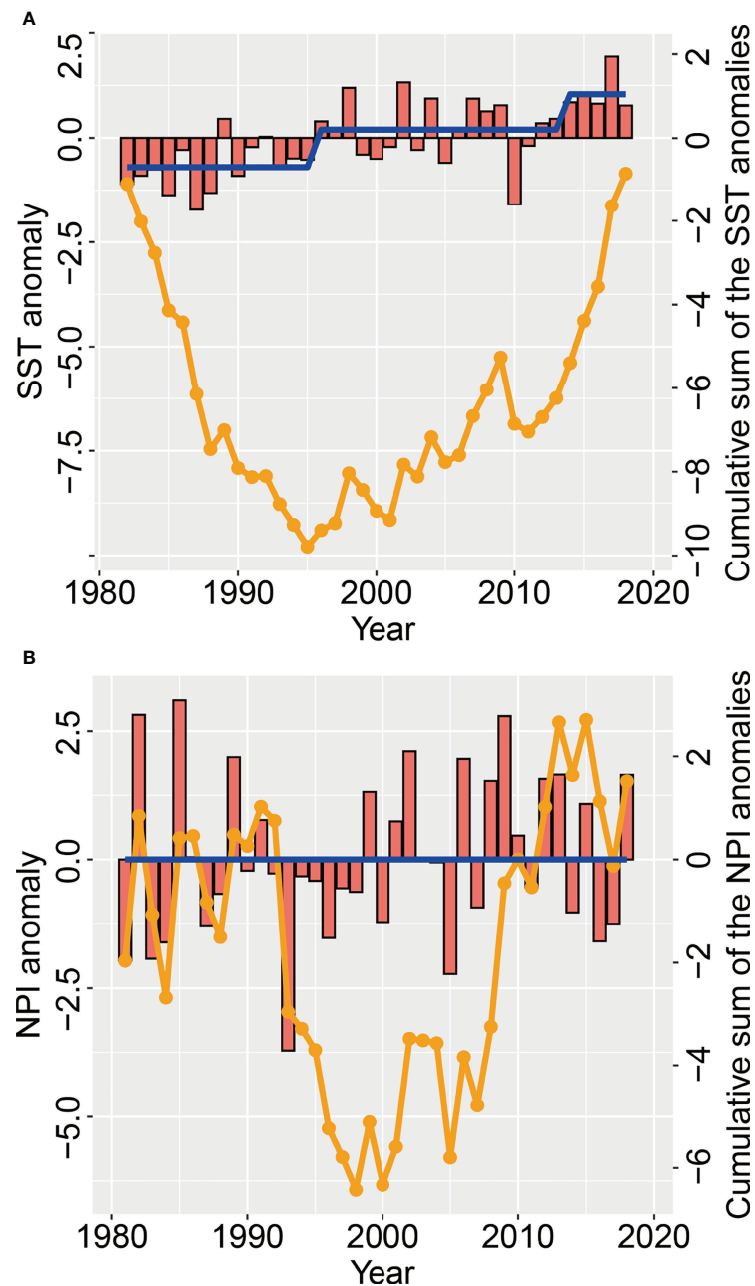 A
SST anomaly
2.5
0.0
−2.5
−5.0
−7.5
2
0
−2
−4
−6
−8
−10
Cumulative sum of the SST anomalies
1980 1990 2000 2010 2020
Year
B
NPI anomaly
2.5
0.0
−2.5
−5.0
2
0
−2
−4
−6
Cumulative sum of the NPI anomalies
1980 1990 2000 2010 2020
Year